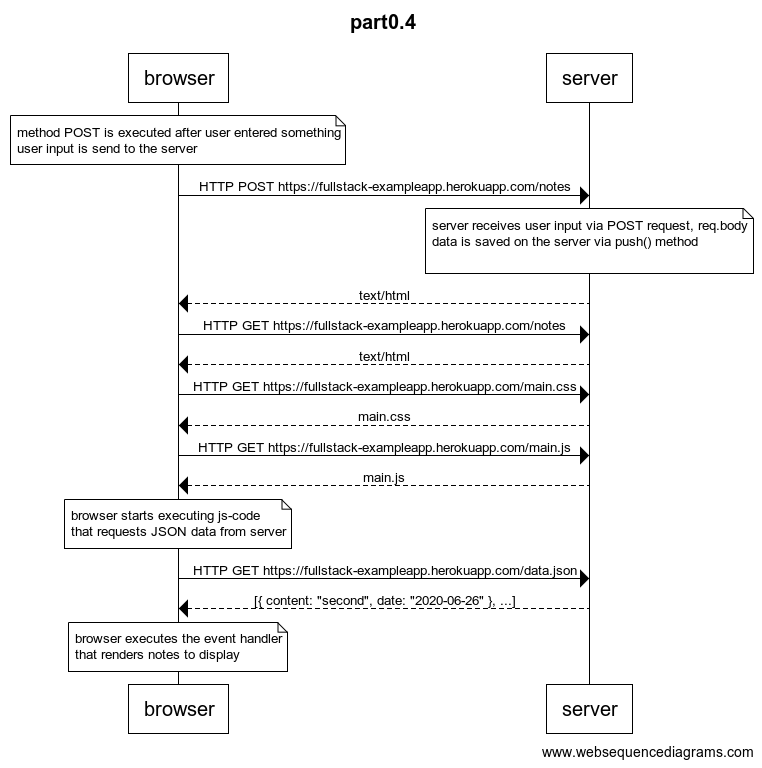 part0.4
browser
server
method POST is executed after user entered something
user input is send to the server
HTTP POST https://fullstack-exampleapp.herokuapp.com/notes
server receives user input via POST request, req.body
data is saved on the server via push() method
text/html
HTTP GET https://fullstack-exampleapp.herokuapp.com/notes
text/html
HTTP GET https://fullstack-exampleapp.herokuapp.com/main.css
main.css
HTTP GET https://fullstack-exampleapp.herokuapp.com/main.js
main.js
browser starts executing js-code
that requests JSON data from server
HTTP GET https://fullstack-exampleapp.herokuapp.com/data.json
[{ content: "second", date: "2020-06-26" }, ...]
browser executes the event handler
that renders notes to display
browser
server
www.websequencediagrams.com